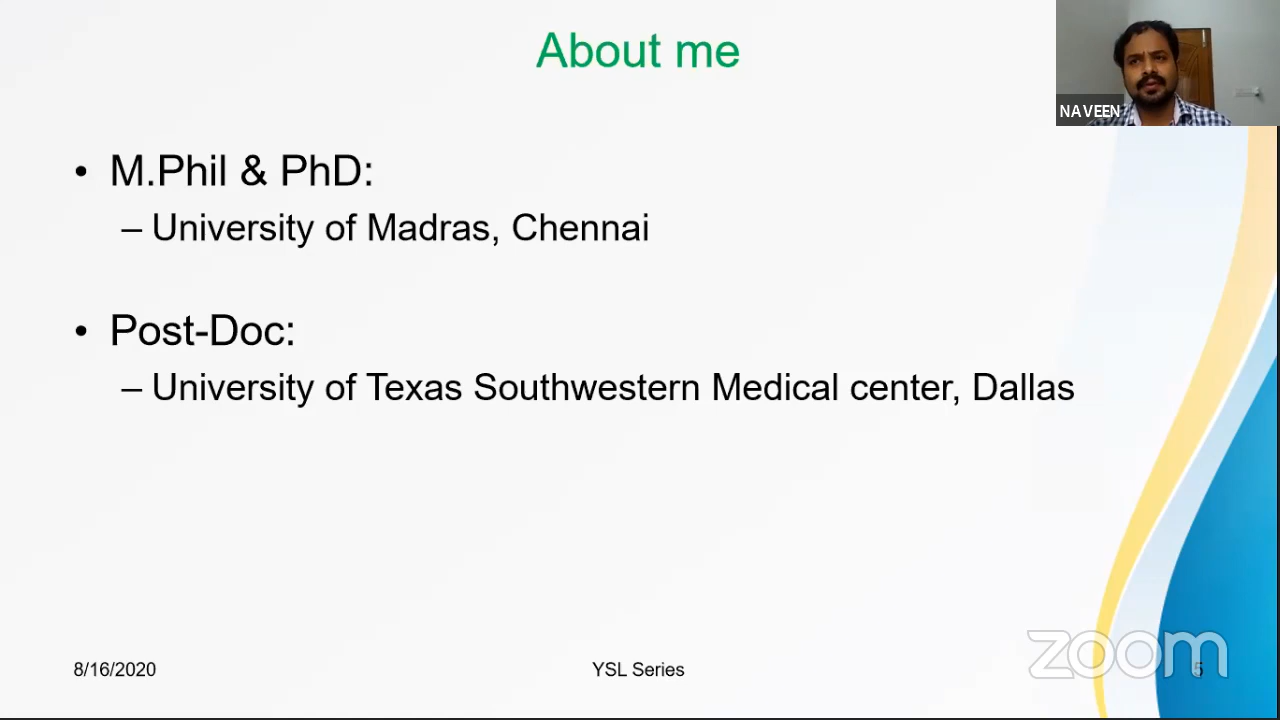 About me
NAVEEN
• M.Phil & PhD:
– University of Madras, Chennai
• Post-Doc:
– University of Texas Southwestern Medical center, Dallas
8/16/2020
YSL Series
zoom
5